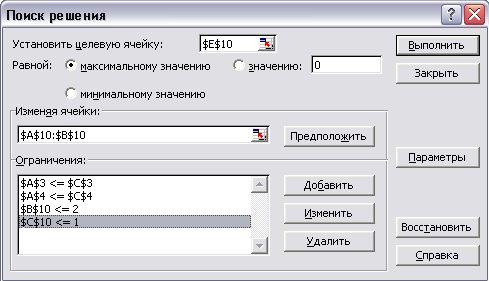 Поиск решения
Установить целевую ячейку: $E$10 Выполнить
Равной: максимальному значению значению: 0 Закрыть
минимальному значению
Изменяя ячейки:
$A$10:$B$10 Предположить
Ограничения: Параметры
$A$3 <= $C$3 Добавить
$A$4 <= $C$4
$B$10 <= 2 Изменить
$C$10 <= 1 Восстановить
Удалить
Справка